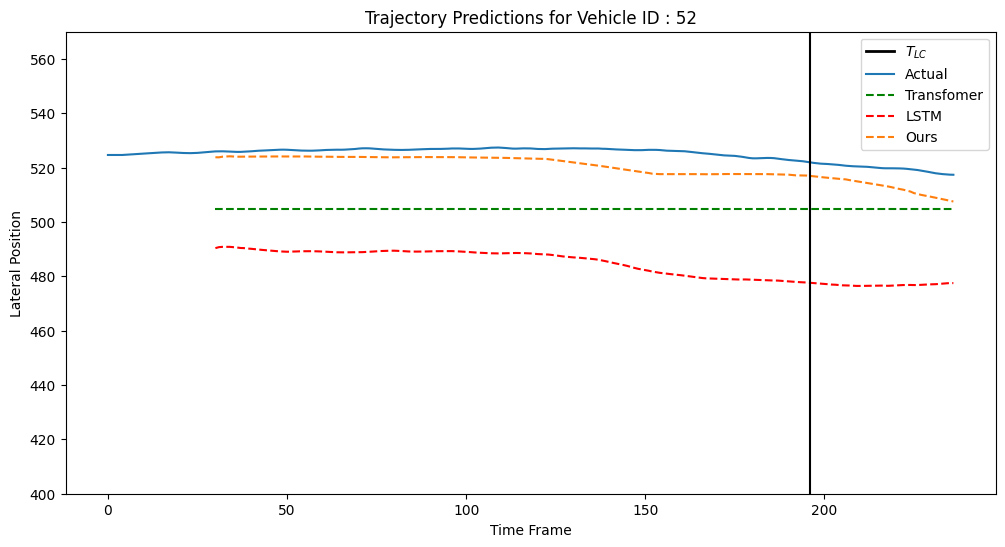 Trajectory Predictions for Vehicle ID : 52
T_LC
Actual
Transfomer
LSTM
Ours
Lateral Position
560
540
520
500
480
460
440
420
400
0 50 100 150 200
Time Frame